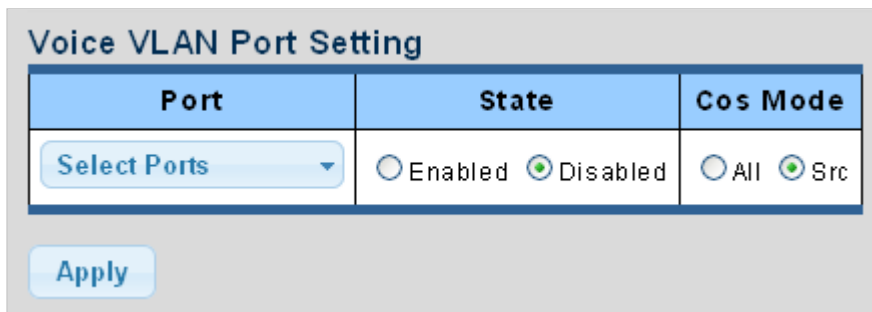 Voice VLAN Port Setting
Port State Cos Mode
Select Ports Enabled Disabled All Src
Apply